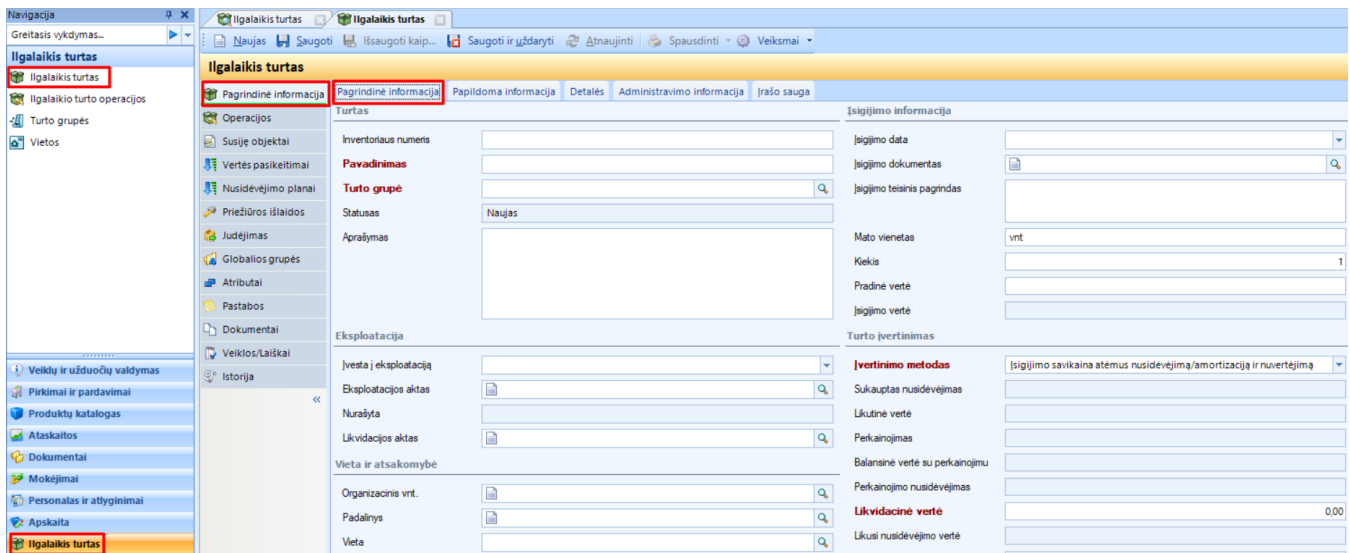 Navigacija
Greitasis vykdymas...
Ilgalaikis turtas
Ilgalaikis turtas
Ilgalaikio turto operacijos
Turto grupės
Vietos
Veiklų ir užduočių valdymas
Pirkimai ir pardavimai
Produktų katalogas
Ataskaitos
Dokumentai
Mokėjimai
Personalas ir atlyginimai
Apskaita
Ilgalaikis turtas
Ilgalaikis turtas Ilgalaikis turtas
Naujas Saugoti Išsaugoti kaip... Saugoti ir uždaryti Atnaujinti Spausdinti Veiksmai
Ilgalaikis turtas
Pagrindinė informacija
Operacijos
Susiję objektai
Vertės pasikeitimai
Nusidėvėjimo planai
Priežiūros išlaidos
Judėjimas
Globalios grupės
Atributai
Pastabos
Dokumentai
Veiklos/Laiškai
Istorija
«
Pagrindinė informacija Papildoma informacija Detalės Administravimo informacija Įrašo sauga
Turtas
Inventoriaus numeris
Pavadinimas
Turto grupė
Statusas Naujas
Aprašymas
Eksploatacija
Įvesta į eksploataciją
Eksploatacijos aktas
Nurašyta
Likvidacijos aktas
Vieta ir atsakomybė
Organizacinis vnt.
Padalinys
Vieta
Įsigijimo informacija
Įsigijimo data
Įsigijimo dokumentas
Įsigijimo teisinis pagrindas
Mato vienetas vnt
Kiekis 1
Pradinė vertė
Įsigijimo vertė
Turto įvertinimas
Įvertinimo metodas Įsigijimo savikaina atėmus nusidėvėjimą/amortizaciją ir nuvertėjimą
Sukauptas nusidėvėjimas
Likutinė vertė
Perkainojimas
Balansinė vertė su perkainojimu
Perkainojimo nusidėvėjimas
Likvidacinė vertė 0,00
Likusi nusidėvėjimo vertė